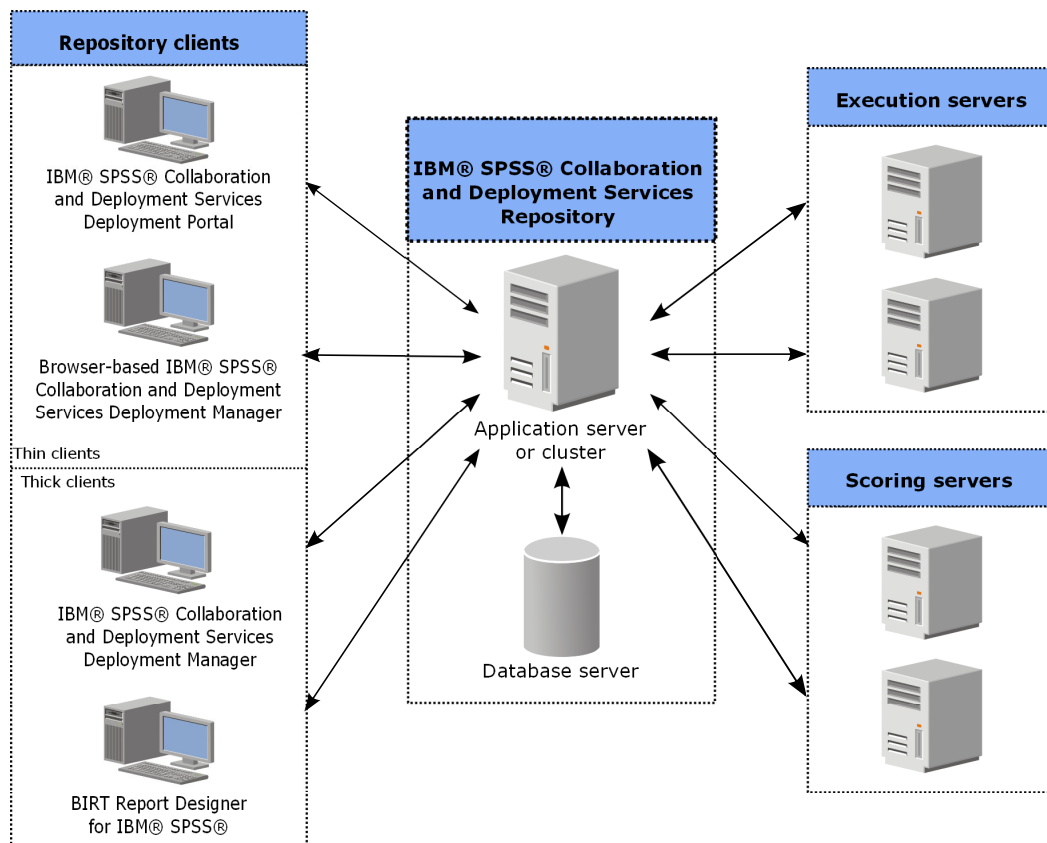 Repository clients
IBM® SPSS® Collaboration
and Deployment Services
Deployment Portal
Browser-based IBM® SPSS®
Collaboration and Deployment
Services Deployment Manager
Thin clients
Thick clients
IBM® SPSS® Collaboration
and Deployment Services
Deployment Manager
BIRT Report Designer
for IBM® SPSS®
IBM® SPSS® Collaboration
and Deployment Services
Repository
Application server
or cluster
Database server
Execution servers
Scoring servers